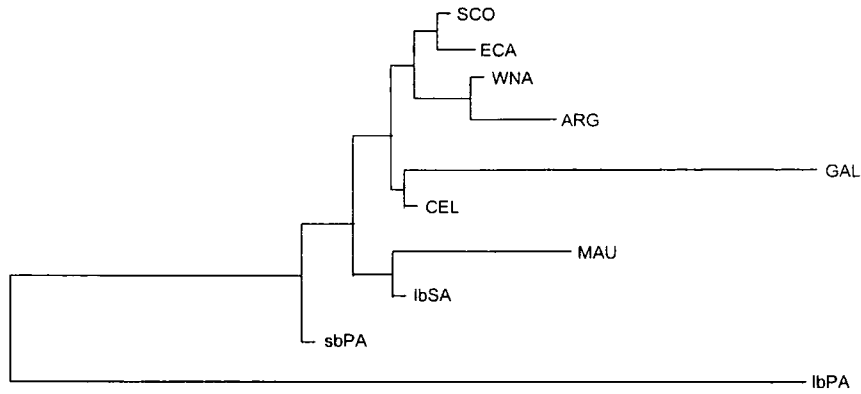 SCO
ECA
WNA
ARG
GAL
CEL
MAU
lbSA
sbPA
lbPA